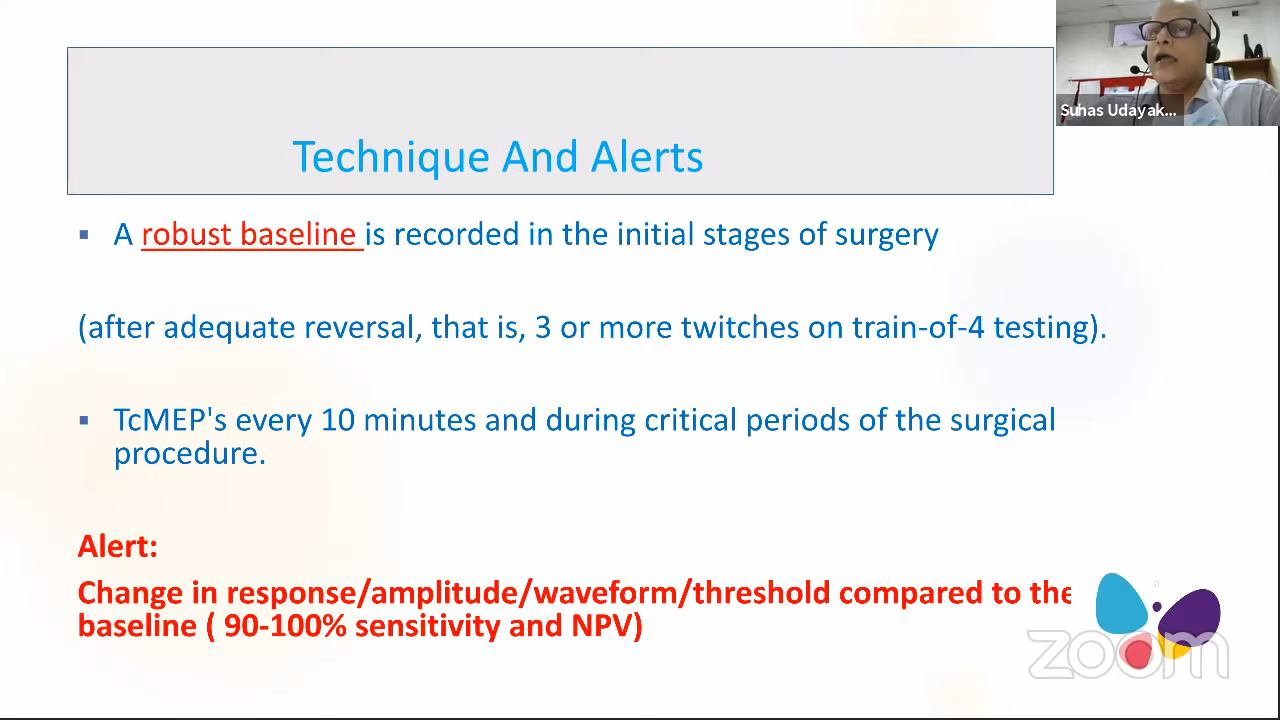 Suhas Udayak...
Technique And Alerts
▪ A robust baseline is recorded in the initial stages of surgery
(after adequate reversal, that is, 3 or more twitches on train-of-4 testing).
▪ TcMEP's every 10 minutes and during critical periods of the surgical
procedure.
Alert:
Change in response/amplitude/waveform/threshold compared to the
baseline ( 90-100% sensitivity and NPV)
zoom